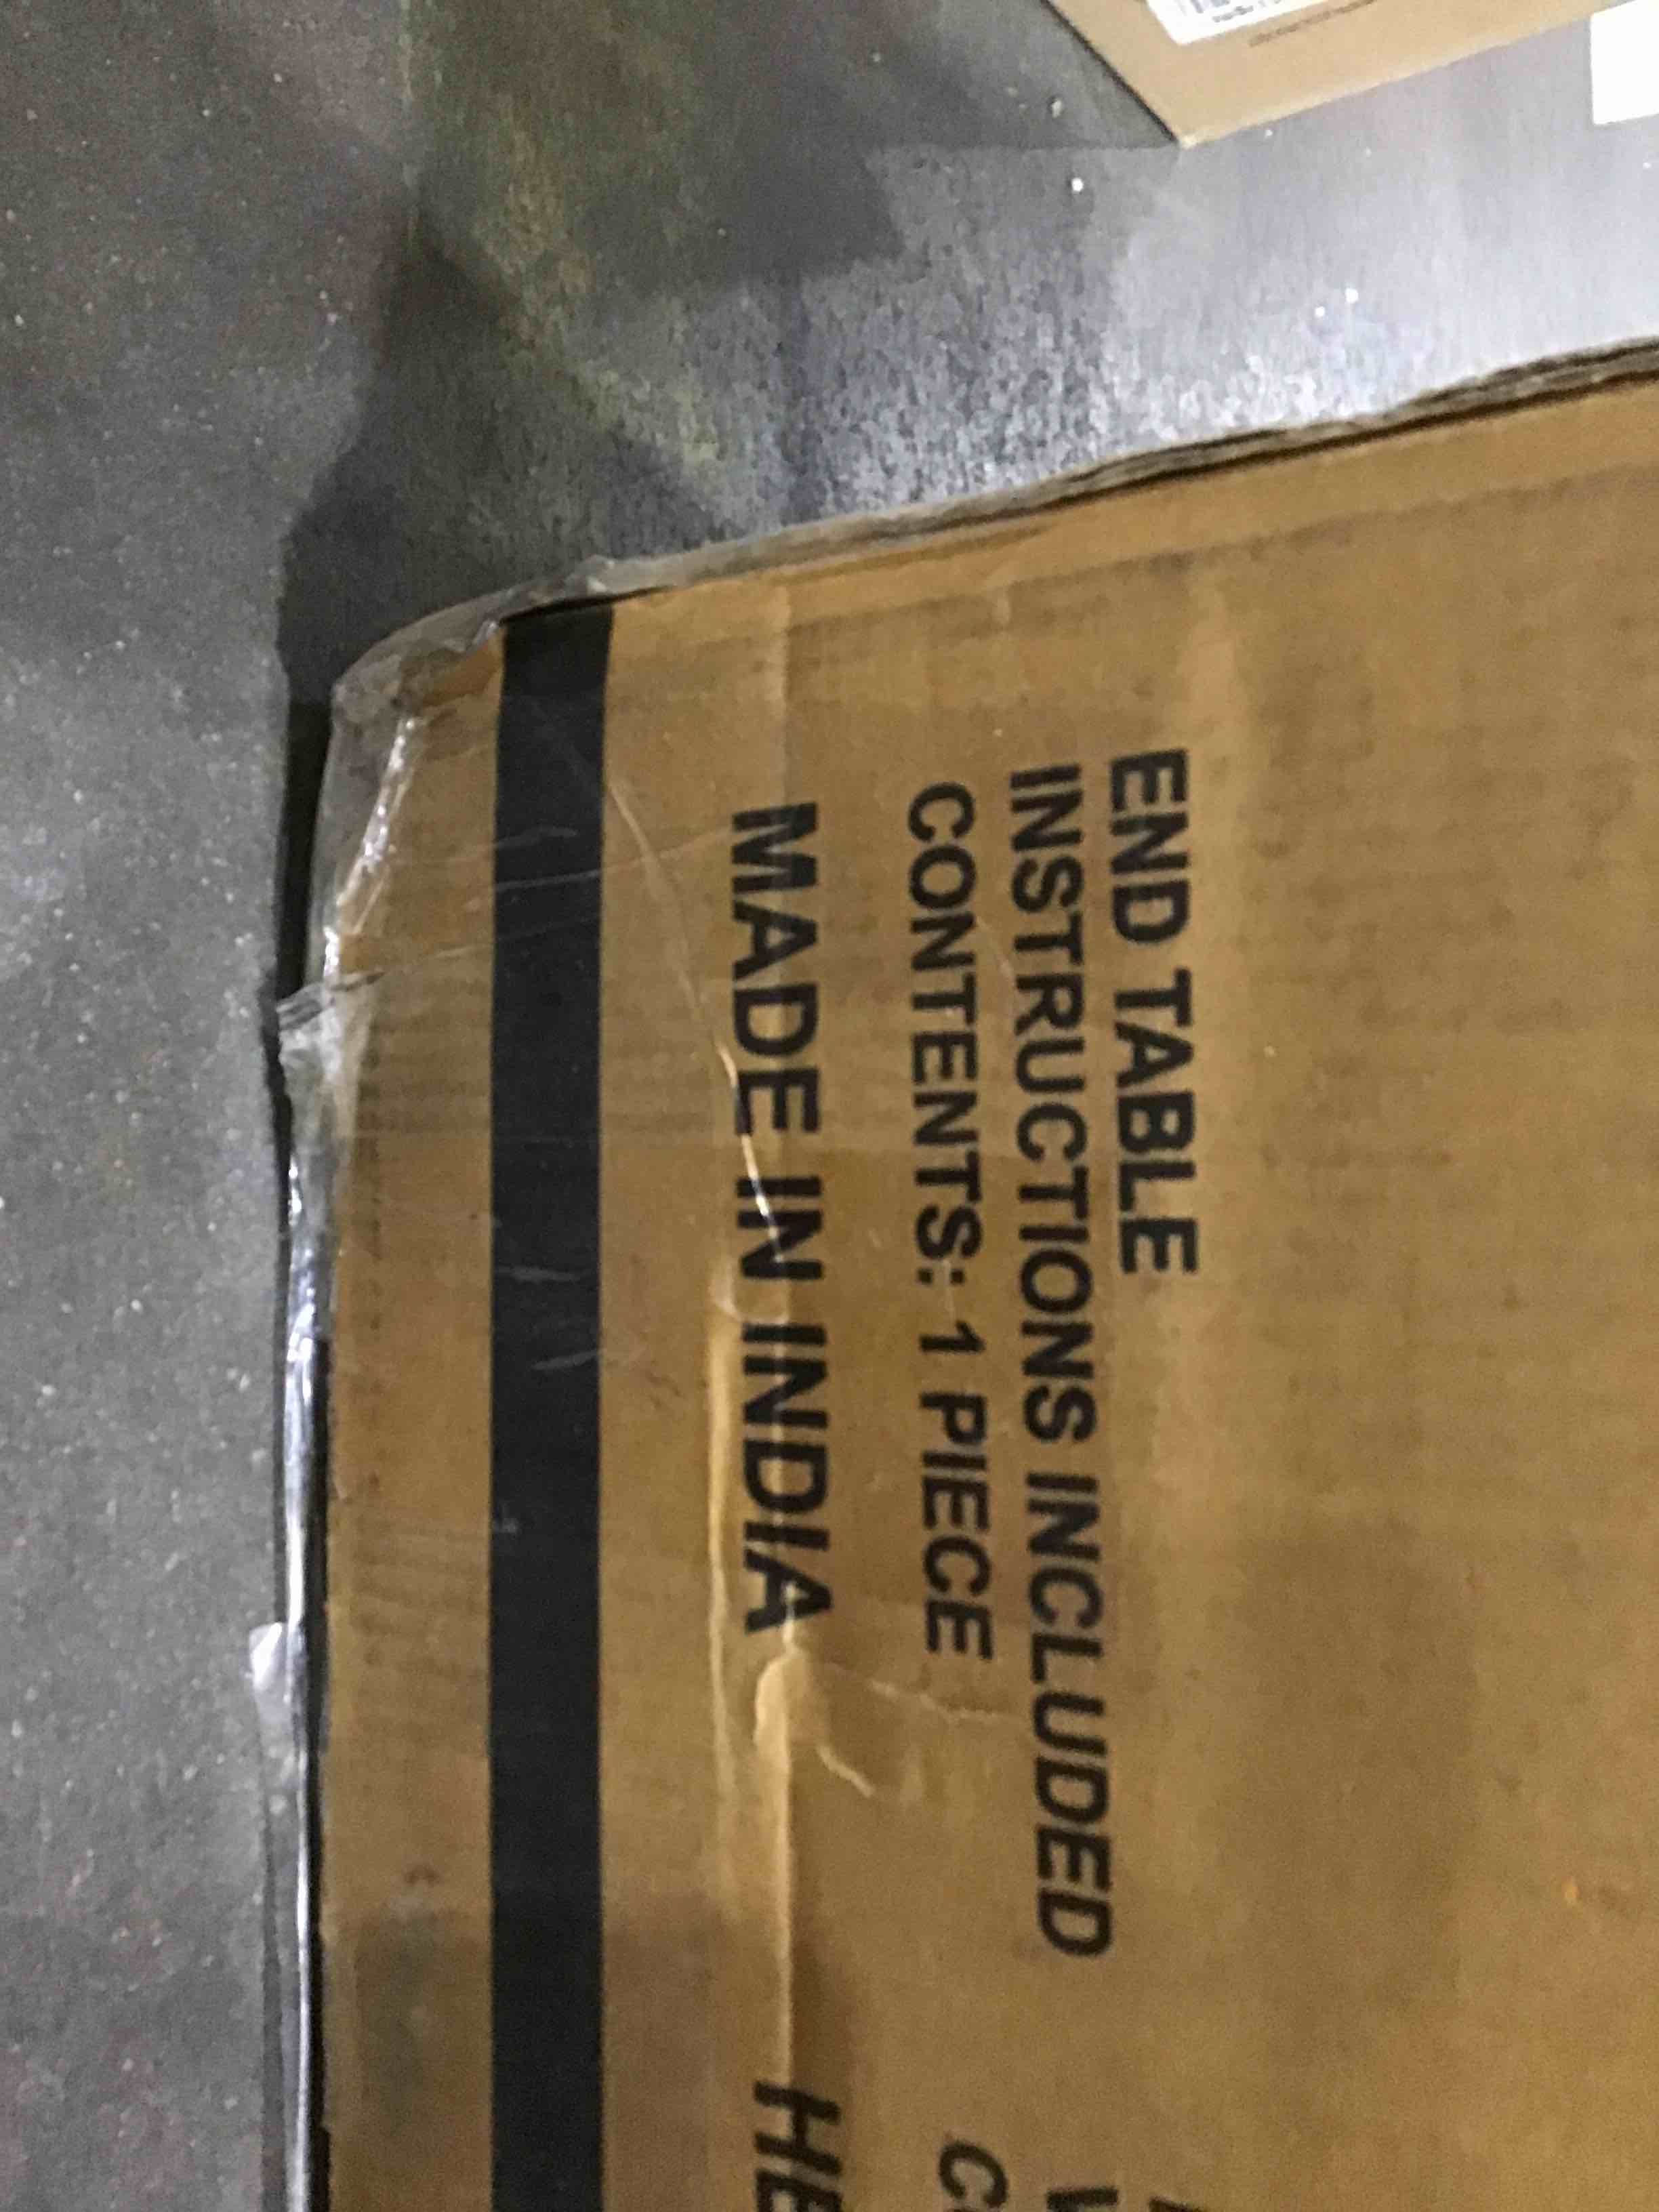 END TABLE
INSTRUCTIONS INCLUDED
CONTENTS: 1 PIECE
MADE IN INDIA